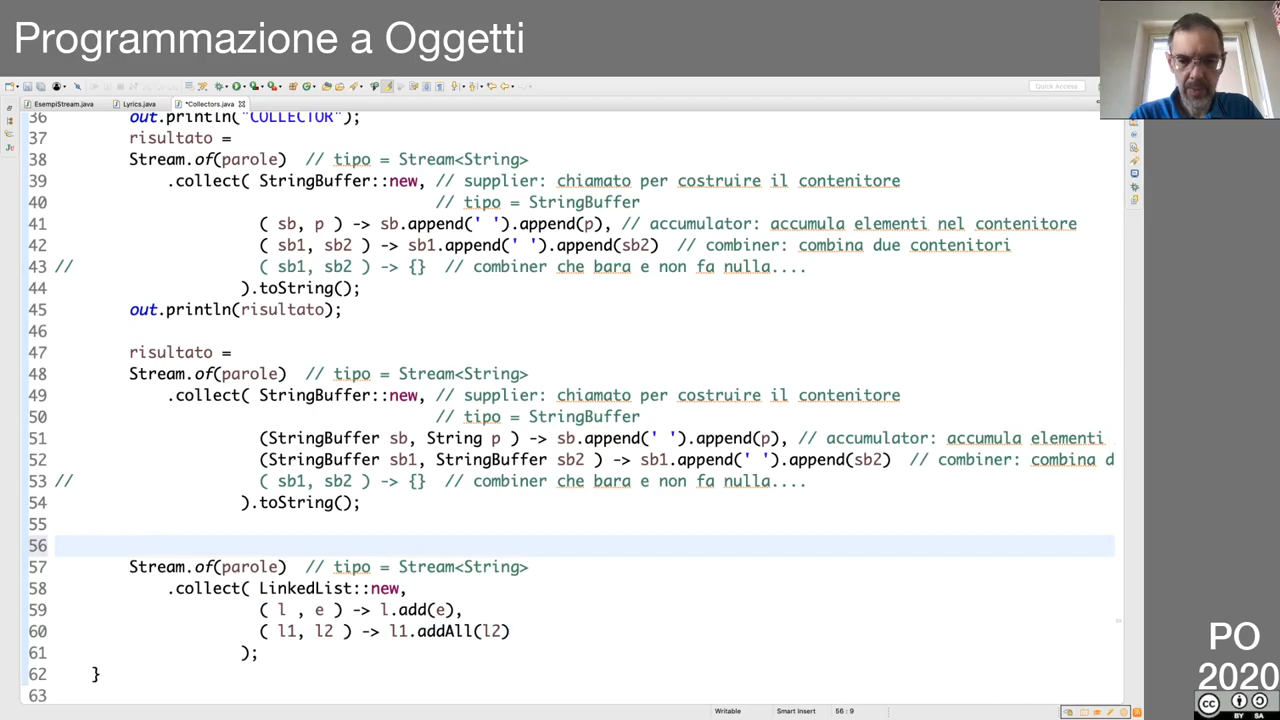 Programmazione a Oggetti
Quick Access
EsempiStream.java
Lyrics.java
*Collectors.java
36 out.println("COLLECTOR");
37 risultato =
38 Stream.of(parole) // tipo = Stream<String>
39 .collect( StringBuffer::new, // supplier: chiamato per costruire il contenitore
40 // tipo = StringBuffer
41 ( sb, p ) -> sb.append(' ').append(p), // accumulator: accumula elementi nel contenitore
42 ( sb1, sb2 ) -> sb1.append(' ').append(sb2) // combiner: combina due contenitori
43 // ( sb1, sb2 ) -> {} // combiner che bara e non fa nulla....
44 ).toString();
45 out.println(risultato);
46
47 risultato =
48 Stream.of(parole) // tipo = Stream<String>
49 .collect( StringBuffer::new, // supplier: chiamato per costruire il contenitore
50 // tipo = StringBuffer
51 (StringBuffer sb, String p ) -> sb.append(' ').append(p), // accumulator: accumula elementi
52 (StringBuffer sb1, StringBuffer sb2 ) -> sb1.append(' ').append(sb2) // combiner: combina d
53 // ( sb1, sb2 ) -> {} // combiner che bara e non fa nulla....
54 ).toString();
55
56
57 Stream.of(parole) // tipo = Stream<String>
58 .collect( LinkedList::new,
59 ( l , e ) -> l.add(e),
60 ( l1, l2 ) -> l1.addAll(l2)
61 );
62 }
63
Writable
Smart Insert
56 : 9
PO
2020
cc
BY SA